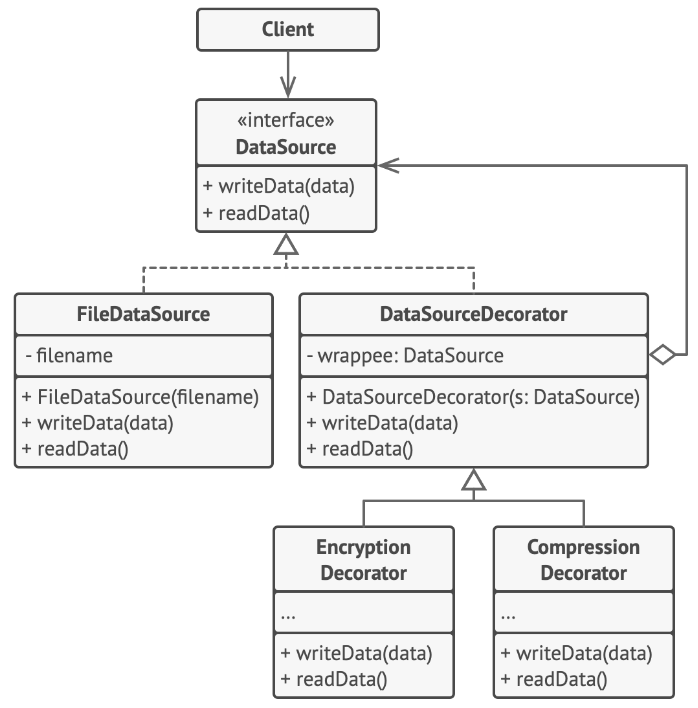 Client
«interface»
DataSource
+ writeData(data)
+ readData()
FileDataSource
- filename
+ FileDataSource(filename)
+ writeData(data)
+ readData()
DataSourceDecorator
- wrappee: DataSource
+ DataSourceDecorator(s: DataSource)
+ writeData(data)
+ readData()
Encryption
Decorator
...
+ writeData(data)
+ readData()
Compression
Decorator
...
+ writeData(data)
+ readData()